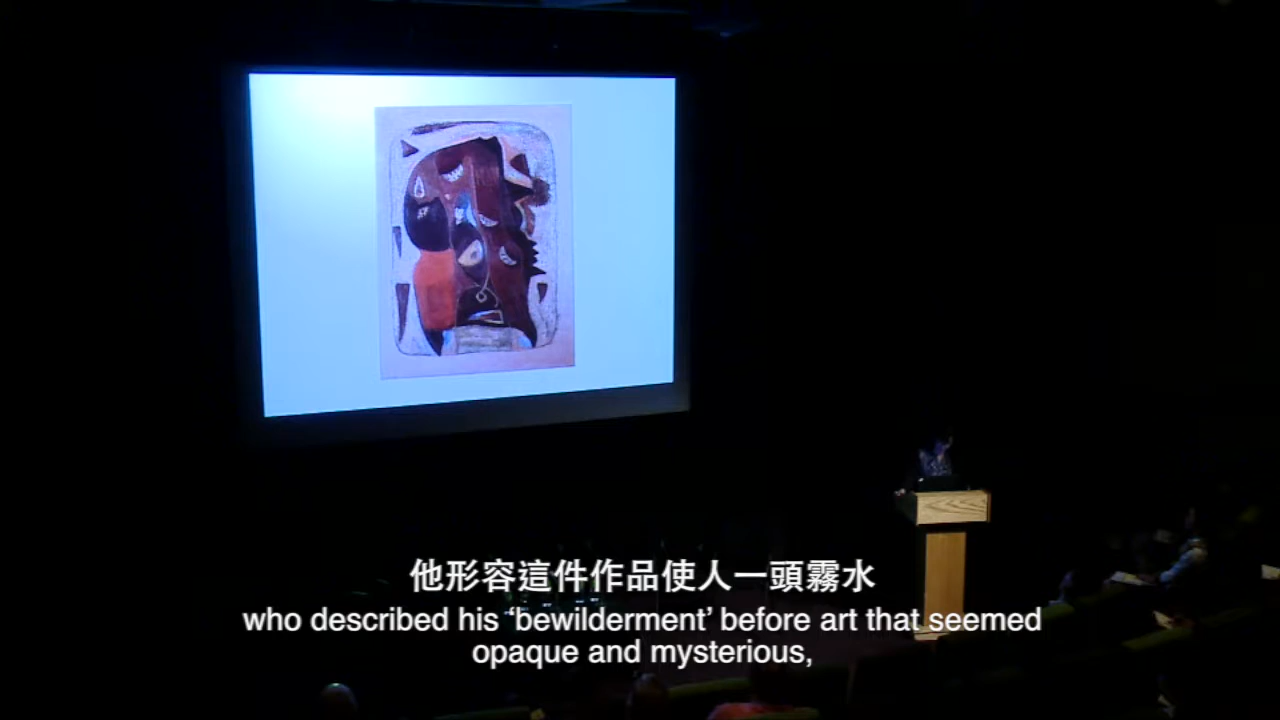 他形容這件作品使人一頭霧水
who described his ‘bewilderment’ before art that seemed
opaque and mysterious,